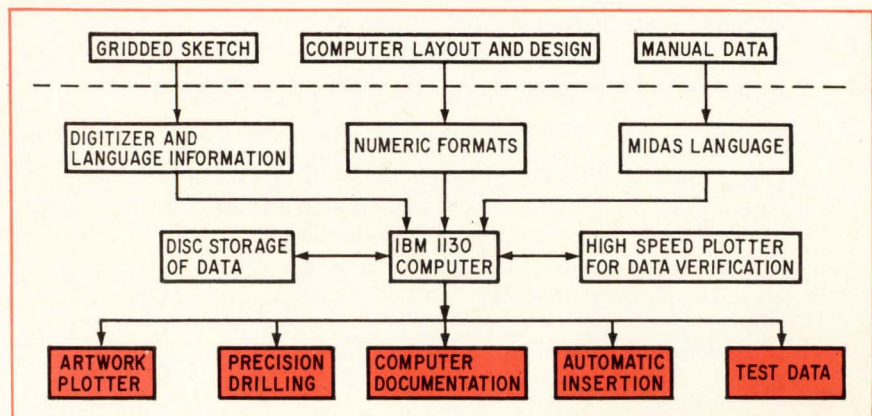 GRIDDED SKETCH
COMPUTER LAYOUT AND DESIGN
MANUAL DATA
DIGITIZER AND
LANGUAGE INFORMATION
NUMERIC FORMATS
MIDAS LANGUAGE
DISC STORAGE
OF DATA
IBM 1130
COMPUTER
HIGH SPEED PLOTTER
FOR DATA VERIFICATION
ARTWORK
PLOTTER
PRECISION
DRILLING
COMPUTER
DOCUMENTATION
AUTOMATIC
INSERTION
TEST DATA